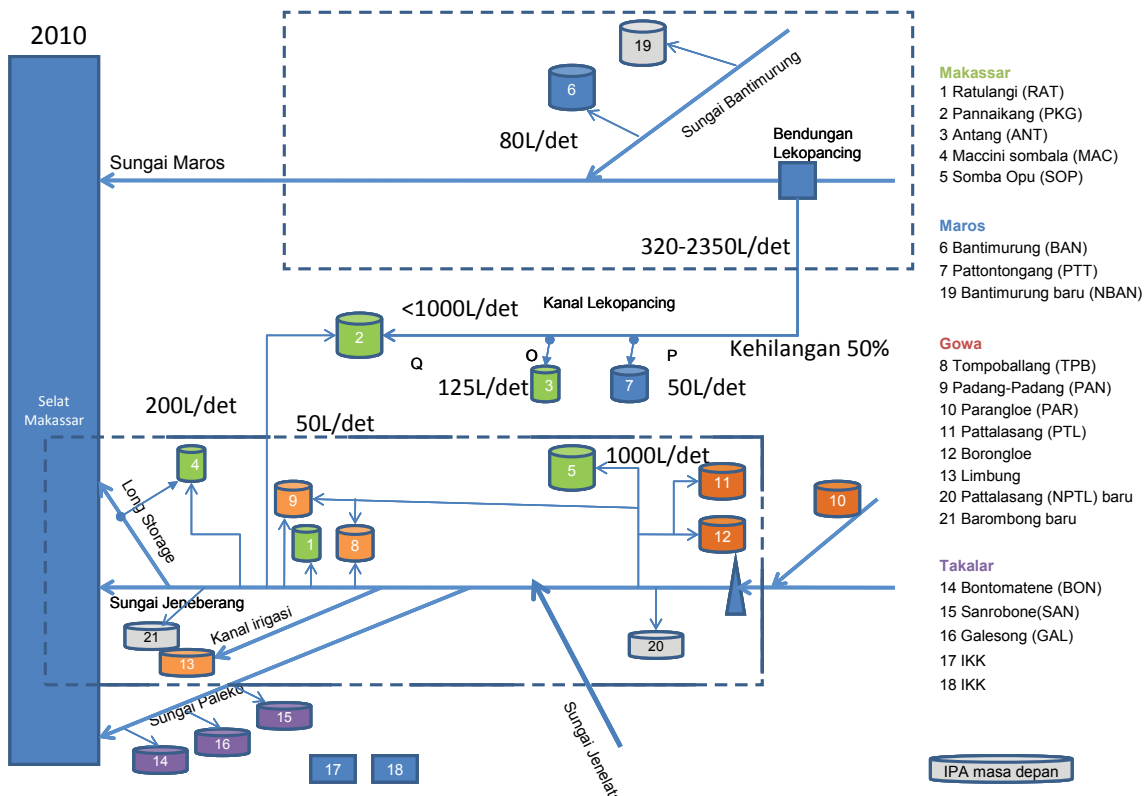 2010
19
6
Sungai Bantimurung
80L/det
Bendungan
Lekopancing
Sungai Maros
320-2350L/det
<1000L/det
Kanal Lekopancing
2
Kehilangan 50%
Q
O
P
125L/det
3
7
50L/det
Selat
Makassar
200L/det
50L/det
1000L/det
4
5
11
9
10
Long Storage
1
8
12
Sungai Jeneberang
21
Kanal irigasi
13
20
Sungai Paleko
15
16
14
Sungai Jenelat
17
18
Makassar
1 Ratulangi (RAT)
2 Pannaikang (PKG)
3 Antang (ANT)
4 Maccini sombala (MAC)
5 Somba Opu (SOP)
Maros
6 Bantimurung (BAN)
7 Pattontongang (PTT)
19 Bantimurung baru (NBAN)
Gowa
8 Tompoballang (TPB)
9 Padang-Padang (PAN)
10 Parangloe (PAR)
11 Pattalasang (PTL)
12 Borongloe
13 Limbung
20 Pattalasang (NPTL) baru
21 Barombong baru
Takalar
14 Bontomatene (BON)
15 Sanrobone(SAN)
16 Galesong (GAL)
17 IKK
18 IKK
IPA masa depan